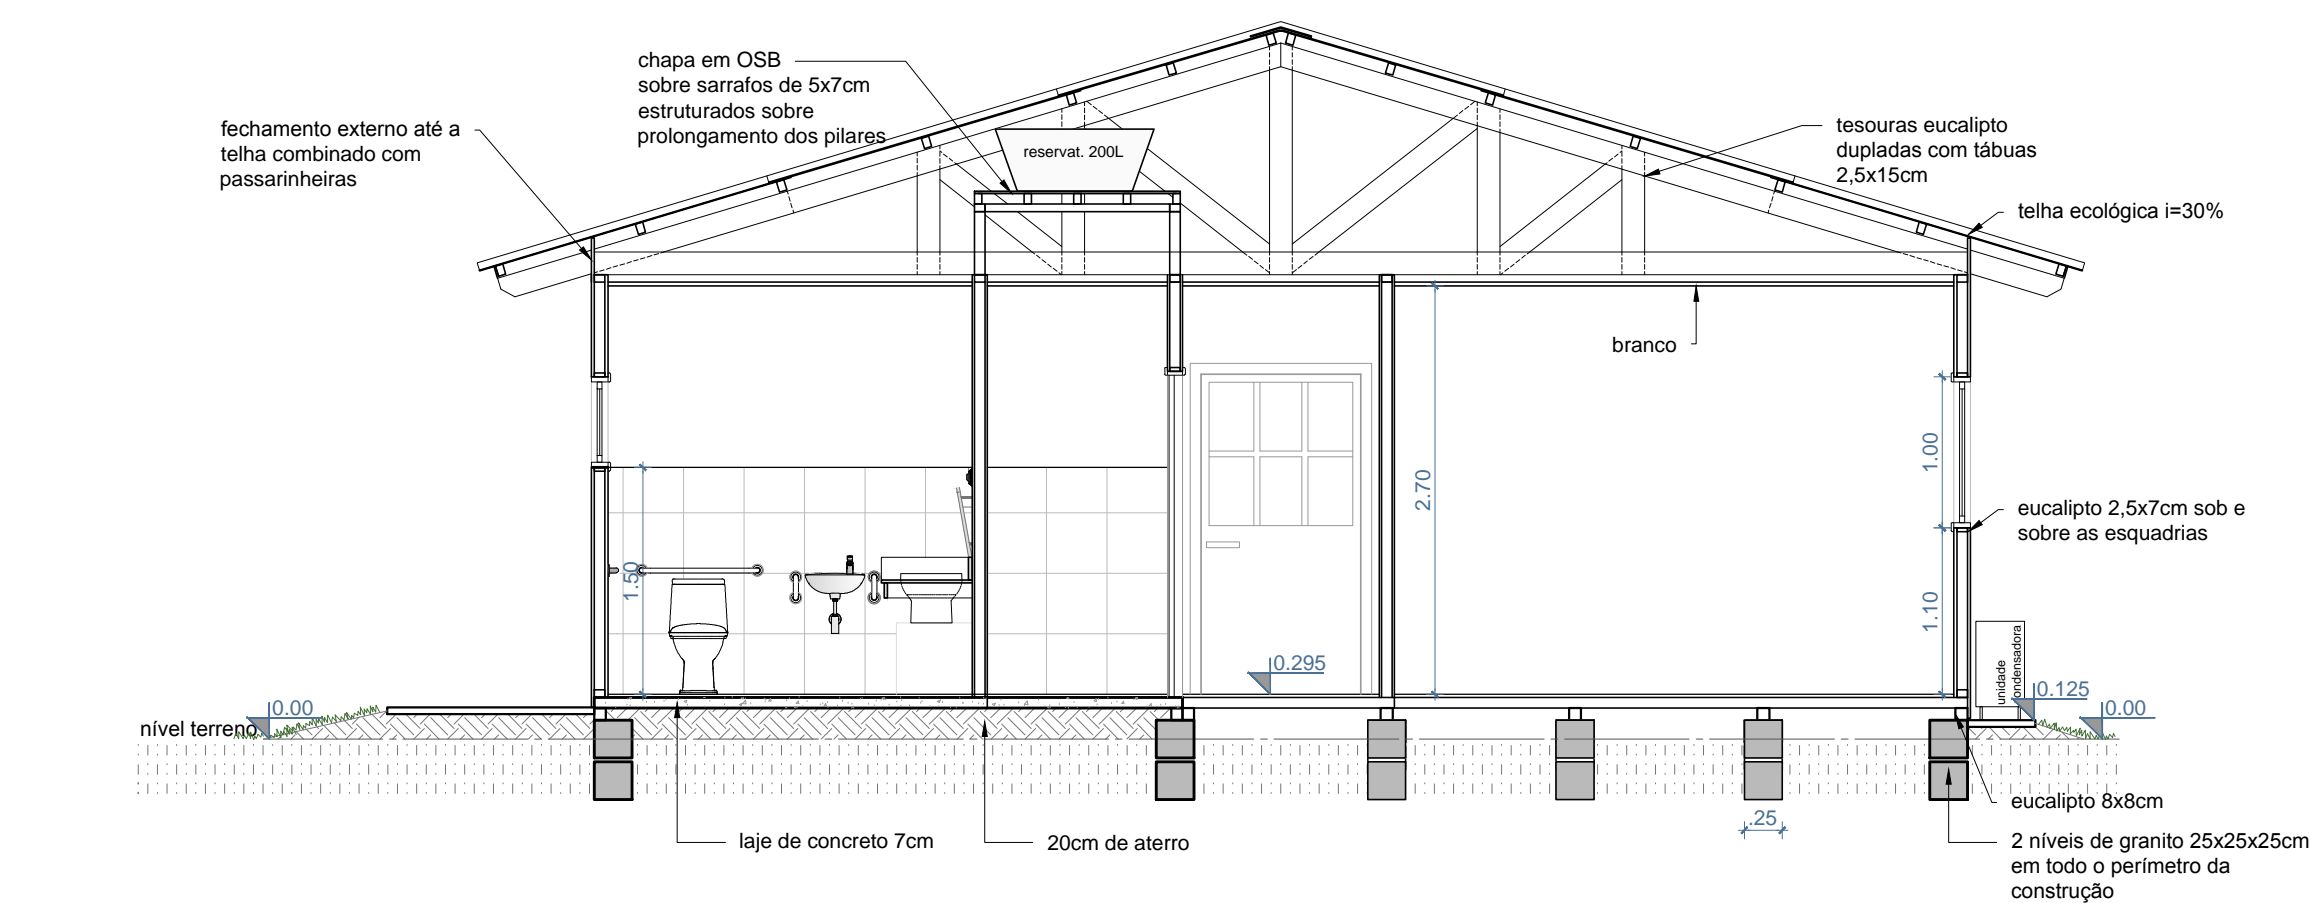 chapa em OSB
sobre sarrafos de 5x7cm
estruturados sobre
prolongamento dos pilares
fechamento externo até a
telha combinado com
passarinheiras
reservat. 200L
tesouras eucalipto
dupladas com tábuas
2,5x15cm
telha ecológica i=30%
branco
2.70
1.00
eucalipto 2,5x7cm sob e
sobre as esquadrias
1.50
1.10
0.295
unidade
condensadora
0.125
0.00
0.00
nível terreno
eucalipto 8x8cm
.25
laje de concreto 7cm
20cm de aterro
2 níveis de granito 25x25x25cm
em todo o perímetro da
construção